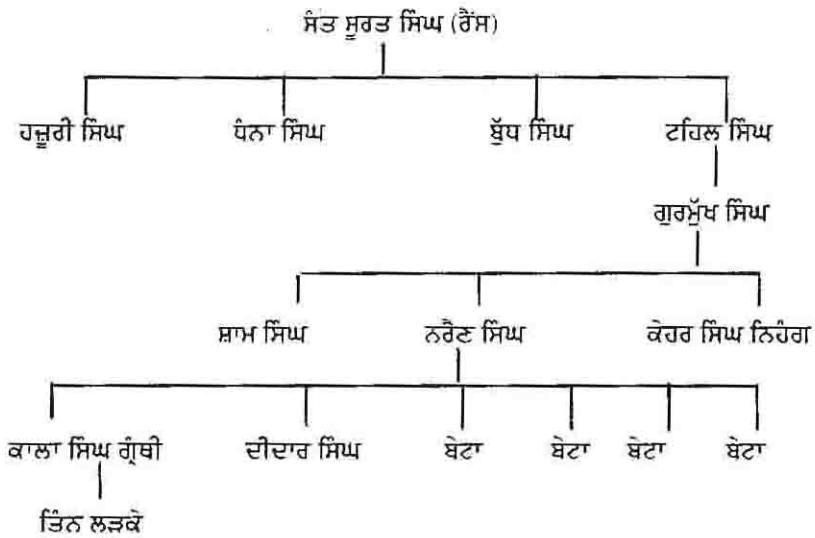 ਸੰਤ ਸੂਰਤ ਸਿੰਘ (ਰੈਂਸ)
ਹਜ਼ੂਰੀ ਸਿੰਘ ਧੰਨਾ ਸਿੰਘ ਬੁੱਧ ਸਿੰਘ ਟਹਿਲ ਸਿੰਘ
ਗੁਰਮੁੱਖ ਸਿੰਘ
ਸ਼ਾਮ ਸਿੰਘ ਨਰੈਣ ਸਿੰਘ ਕੇਹਰ ਸਿੰਘ ਨਿਹੰਗ
ਕਾਲਾ ਸਿੰਘ ਗ੍ਰੰਥੀ ਦੀਦਾਰ ਸਿੰਘ ਬੇਟਾ ਬੇਟਾ ਬੇਟਾ ਬੇਟਾ
ਤਿੰਨ ਲੜਕੇ